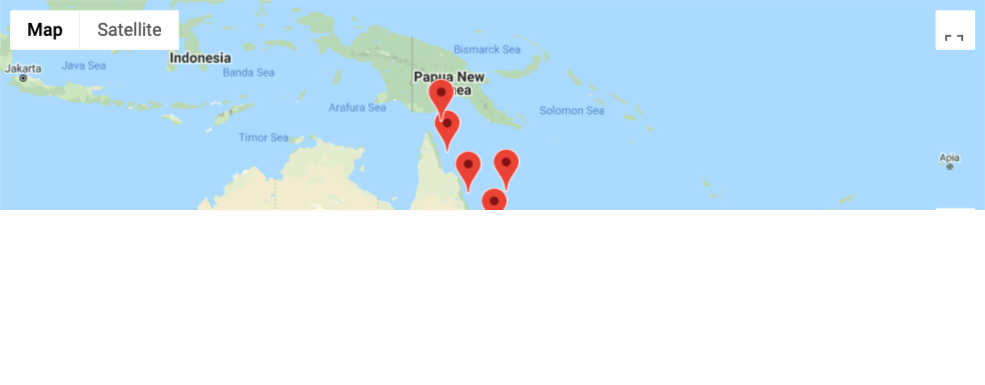 Map Satellite
Bismarck Sea
Indonesia
Java Sea
Jakarta
Banda Sea
Papua New
nea
Arafura Sea
Solomon Sea
Timor Sea
Apia